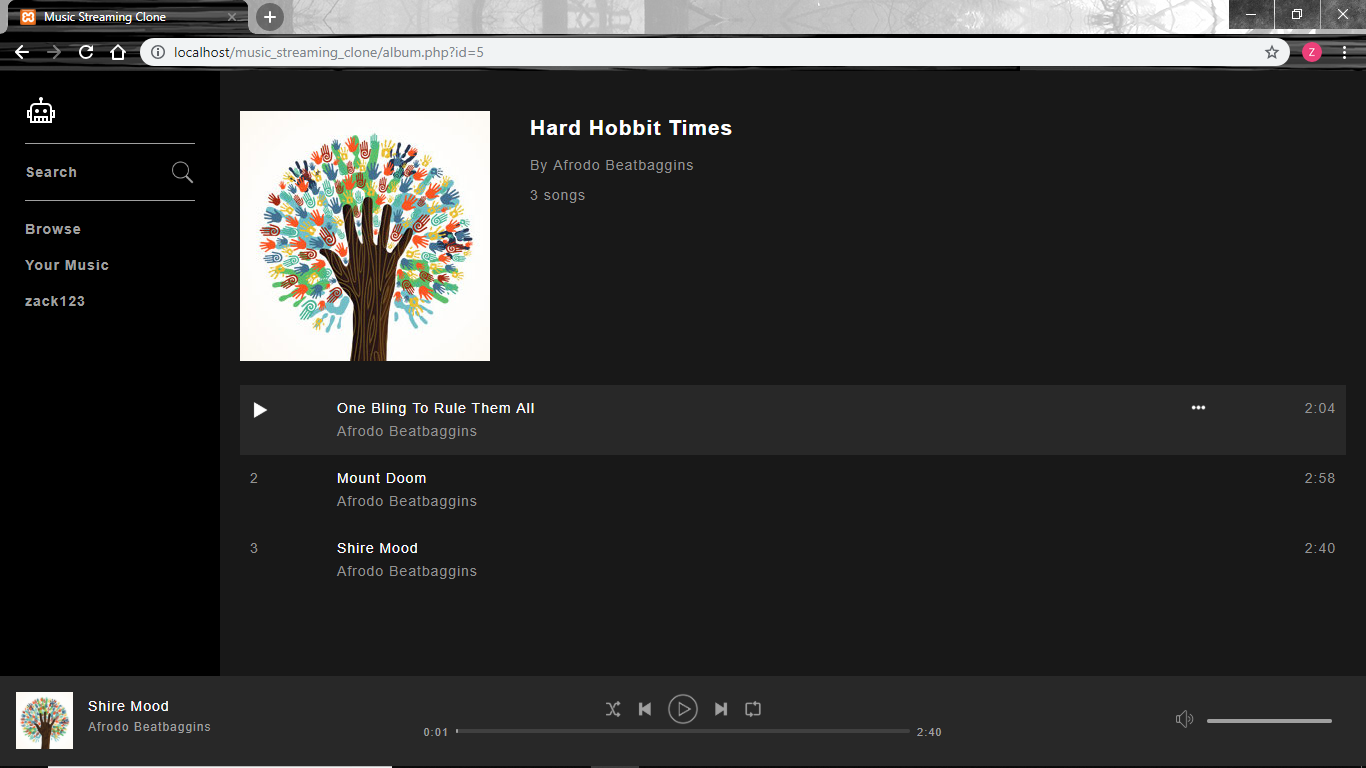 Music Streaming Clone
localhost/music_streaming_clone/album.php?id=5
Z
Search
Browse
Your Music
zack123
Hard Hobbit Times
By Afrodo Beatbaggins
3 songs
One Bling To Rule Them All
Afrodo Beatbaggins
2:04
2
Mount Doom
Afrodo Beatbaggins
2:58
3
Shire Mood
Afrodo Beatbaggins
2:40
Shire Mood
Afrodo Beatbaggins
0:01
2:40